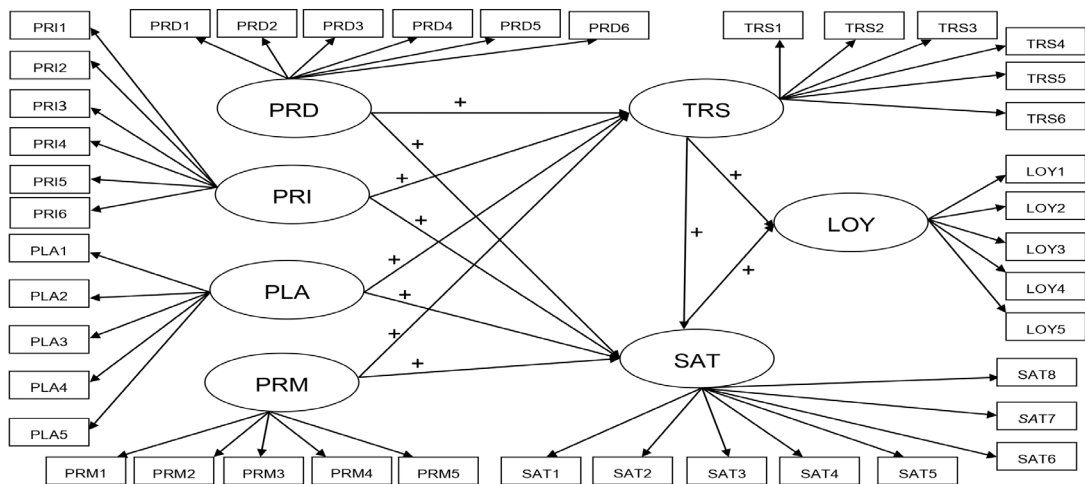 PRI1
PRI2
PRI3
PRI4
PRI5
PRI6
PLA1
PLA2
PLA3
PLA4
PLA5
PRD1
PRD2
PRD3
PRD4
PRD5
PRD6
TRS1
TRS2
TRS3
TRS4
TRS5
TRS6
PRD
+
TRS
+
PRI
+
+
+
LOY
+
+
PLA
+
+
+
+
PRM
+
SAT
LOY1
LOY2
LOY3
LOY4
LOY5
PRM1
PRM2
PRM3
PRM4
PRM5
SAT1
SAT2
SAT3
SAT4
SAT5
SAT8
SAT7
SAT6